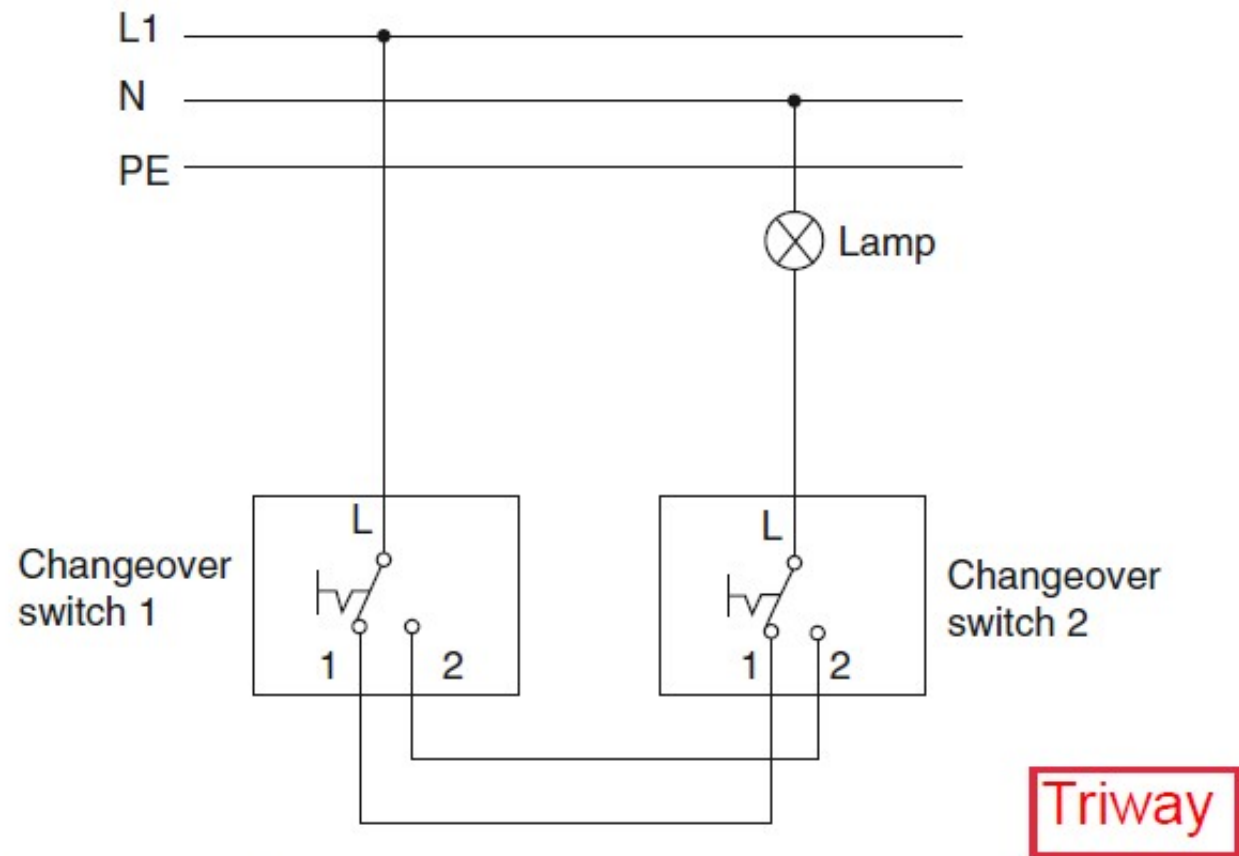 L1
N
PE
Lamp
L
L
Changeover
switch 1
Changeover
switch 2
1
2
1
2
Triway